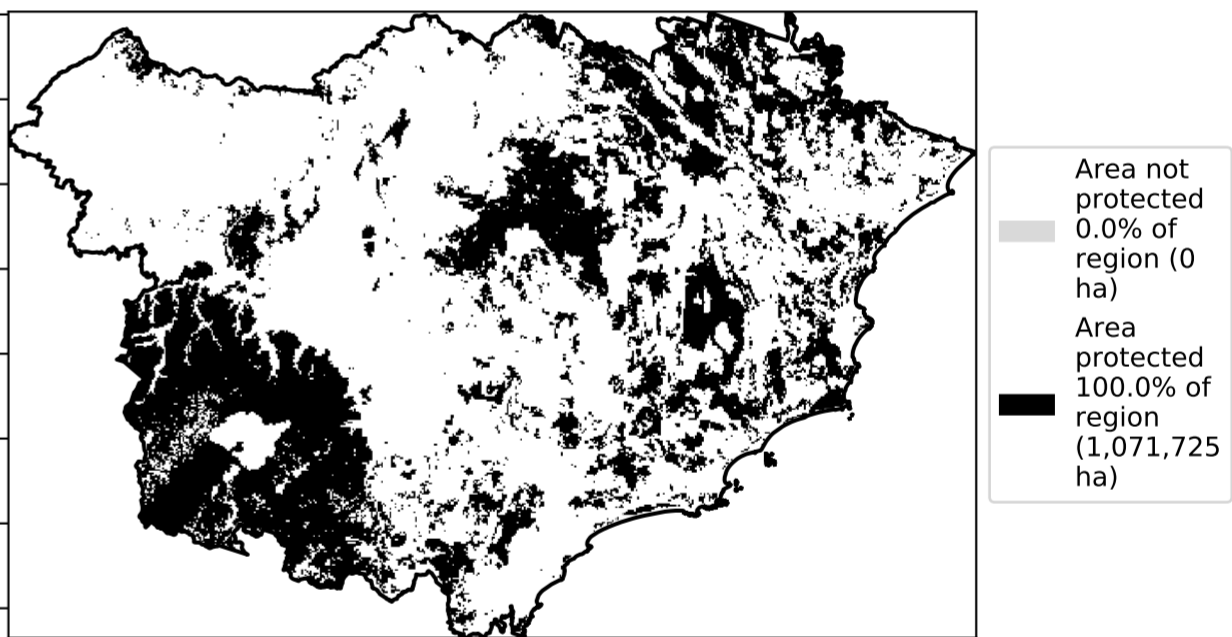 Area not
protected
0.0% of
region (0
ha)
Area
protected
100.0% of
region
(1,071,725
ha)